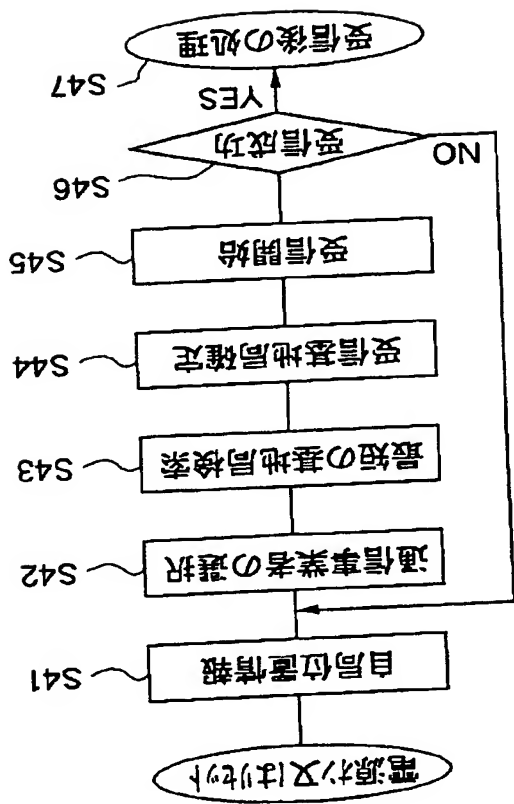 電源オン又はリセット
自局位置情報
S41
通信事業者の選択
S42
最短の基地局検索
S43
受信基地局確定
S44
受信開始
S45
受信成功
S46
NO
YES
受信後の処理
S47